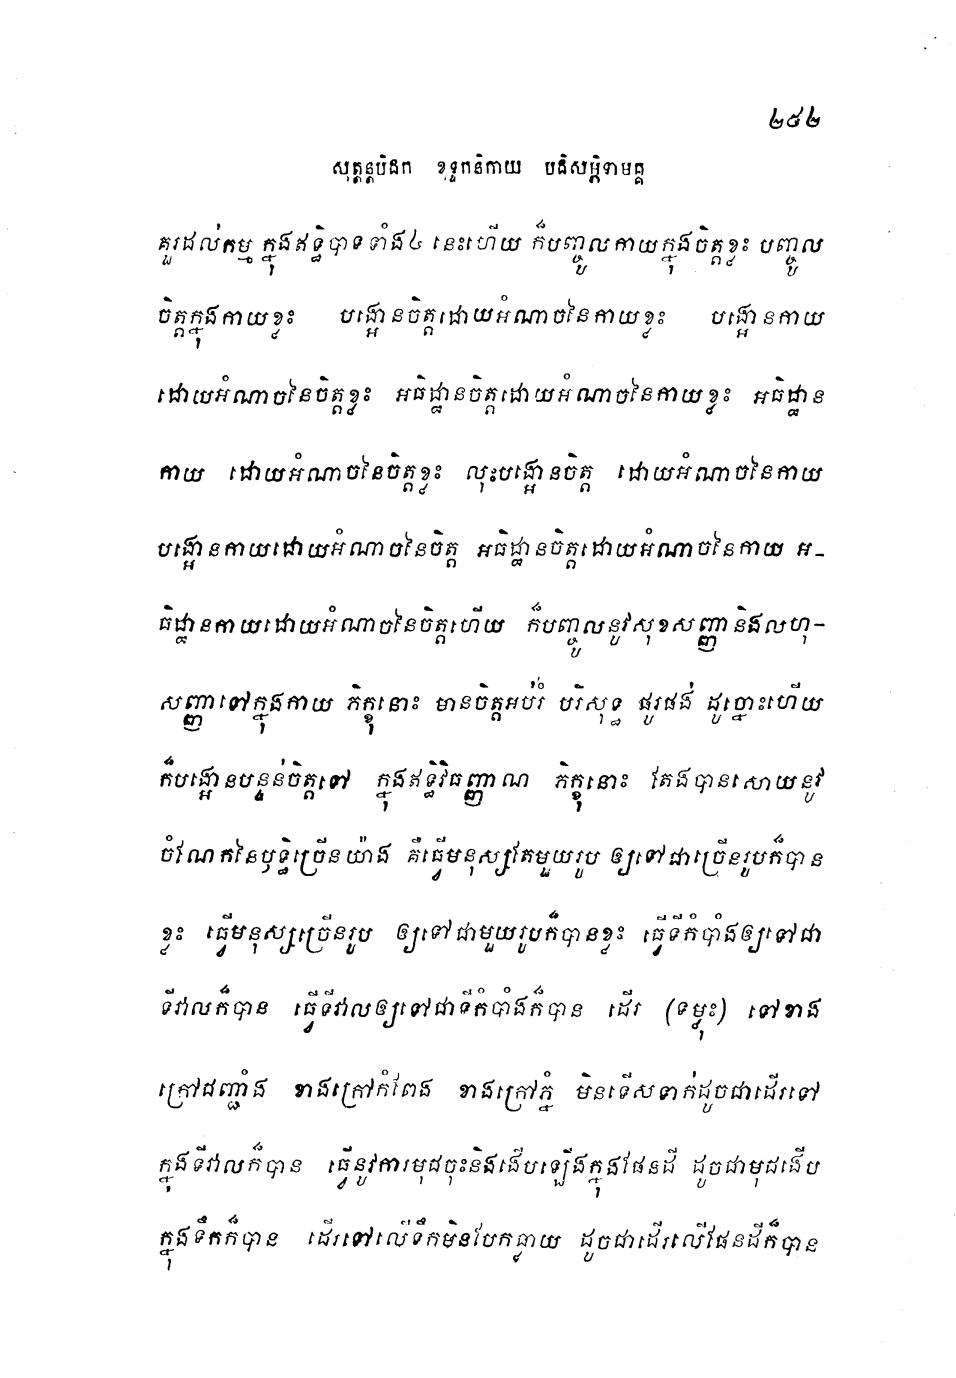 ២៤២
សុត្តន្តបិដក ខុទ្ទកនិកាយ បដិសម្ភិទាមគ្គ
គួរដល់កម្ម ក្នុងឥទ្ធិបាទទាំង៤ នេះហើយ ក៏បញ្ចូលកាយក្នុងចិត្តខ្លះ បញ្ចូល
ចិត្តក្នុងកាយខ្លះ បង្អោនចិត្តដោយអំណាចនៃកាយខ្លះ បង្អោនកាយ
ដោយអំណាចនៃចិត្តខ្លះ អធិដ្ឋានចិត្តដោយអំណាចនៃកាយខ្លះ អធិដ្ឋាន
កាយ ដោយអំណាចនៃចិត្តខ្លះ លុះបង្អោនចិត្ត ដោយអំណាចនៃកាយ
បង្អោនកាយដោយអំណាចនៃចិត្ត អធិដ្ឋានចិត្តដោយអំណាចនៃកាយ អ-
ធិដ្ឋានកាយដោយអំណាចនៃចិត្តហើយ ក៏បញ្ចូលនូវសុខសញ្ញានិងលហុ-
សញ្ញាទៅក្នុងកាយ ភិក្ខុនោះ មានចិត្តអប់រំ បរិសុទ្ធ ផូរផង់ ដូច្នោះហើយ
ក៏បង្អោនបន្ទន់ចិត្តទៅ ក្នុងឥទ្ធិវិធញ្ញាណ ភិក្ខុនោះ តែងបានសោយនូវ
ចំណែកនៃឫទ្ធិច្រើនយ៉ាង គឺធ្វើមនុស្សតែមួយរូប ឲ្យទៅជាច្រើនរូបក៏បាន
ខ្លះ ធ្វើមនុស្សច្រើនរូប ឲ្យទៅជាមួយរូបក៏បានខ្លះ ធ្វើទីកំបាំងឲ្យទៅជា
ទីវាលក៏បាន ធ្វើទីវាលឲ្យទៅជាទីកំបាំងក៏បាន ដើរ (ទម្លុះ) ទៅខាង
ក្រៅជញ្ជាំង ខាងក្រៅកំពែង ខាងក្រៅភ្នំ មិនទើសទាក់ដូចជាដើរទៅ
ក្នុងទីវាលក៏បាន ធ្វើនូវការមុជចុះនិងងើបឡើងក្នុងផែនដី ដូចជាមុជងើប
ក្នុងទឹកក៏បាន ដើរទៅលើទឹកមិនបែកធ្លាយ ដូចជាដើរលើផែនដីក៏បាន